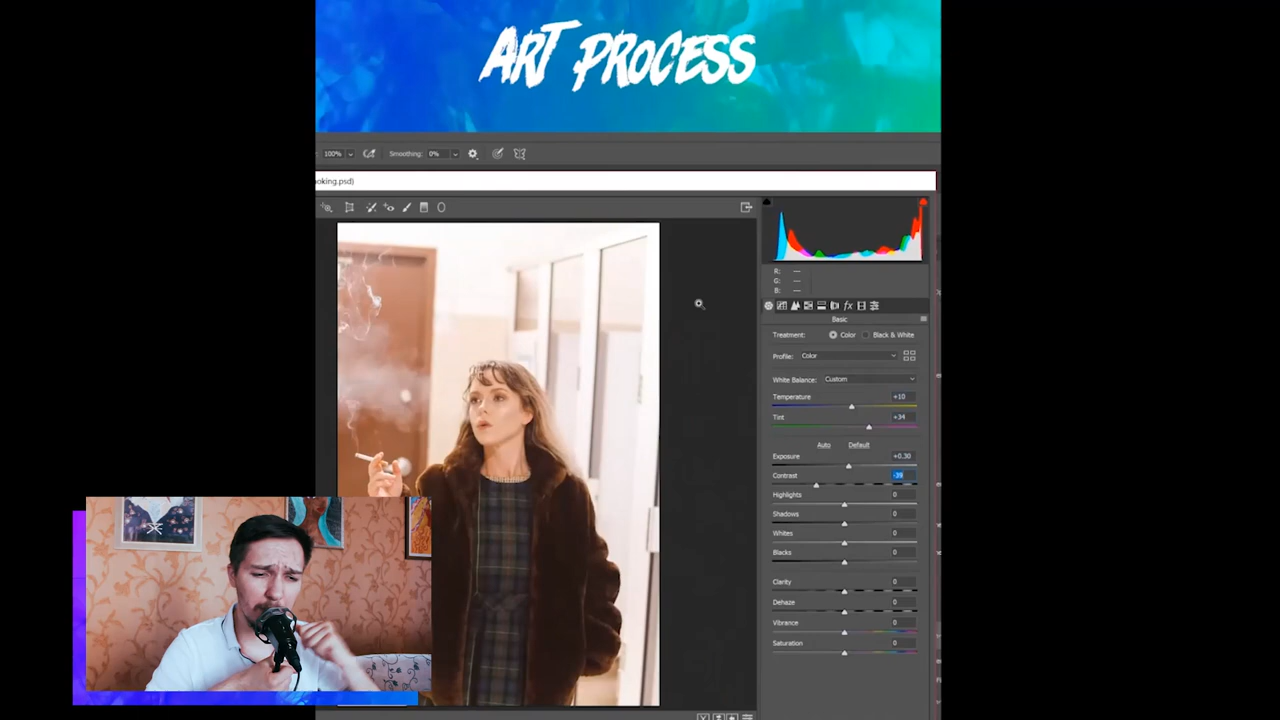 ART PROCESS
100%
Smoothing: 0%
oking.psd)
R: —
G: —
B: —
Basic
Treatment: Color Black & White
Profile: Color
White Balance: Custom
Temperature +10
Tint +34
Auto Default
Exposure +0.30
Contrast -39
Highlights 0
Shadows 0
Whites 0
Blacks 0
Clarity 0
Dehaze 0
Vibrance 0
Saturation 0